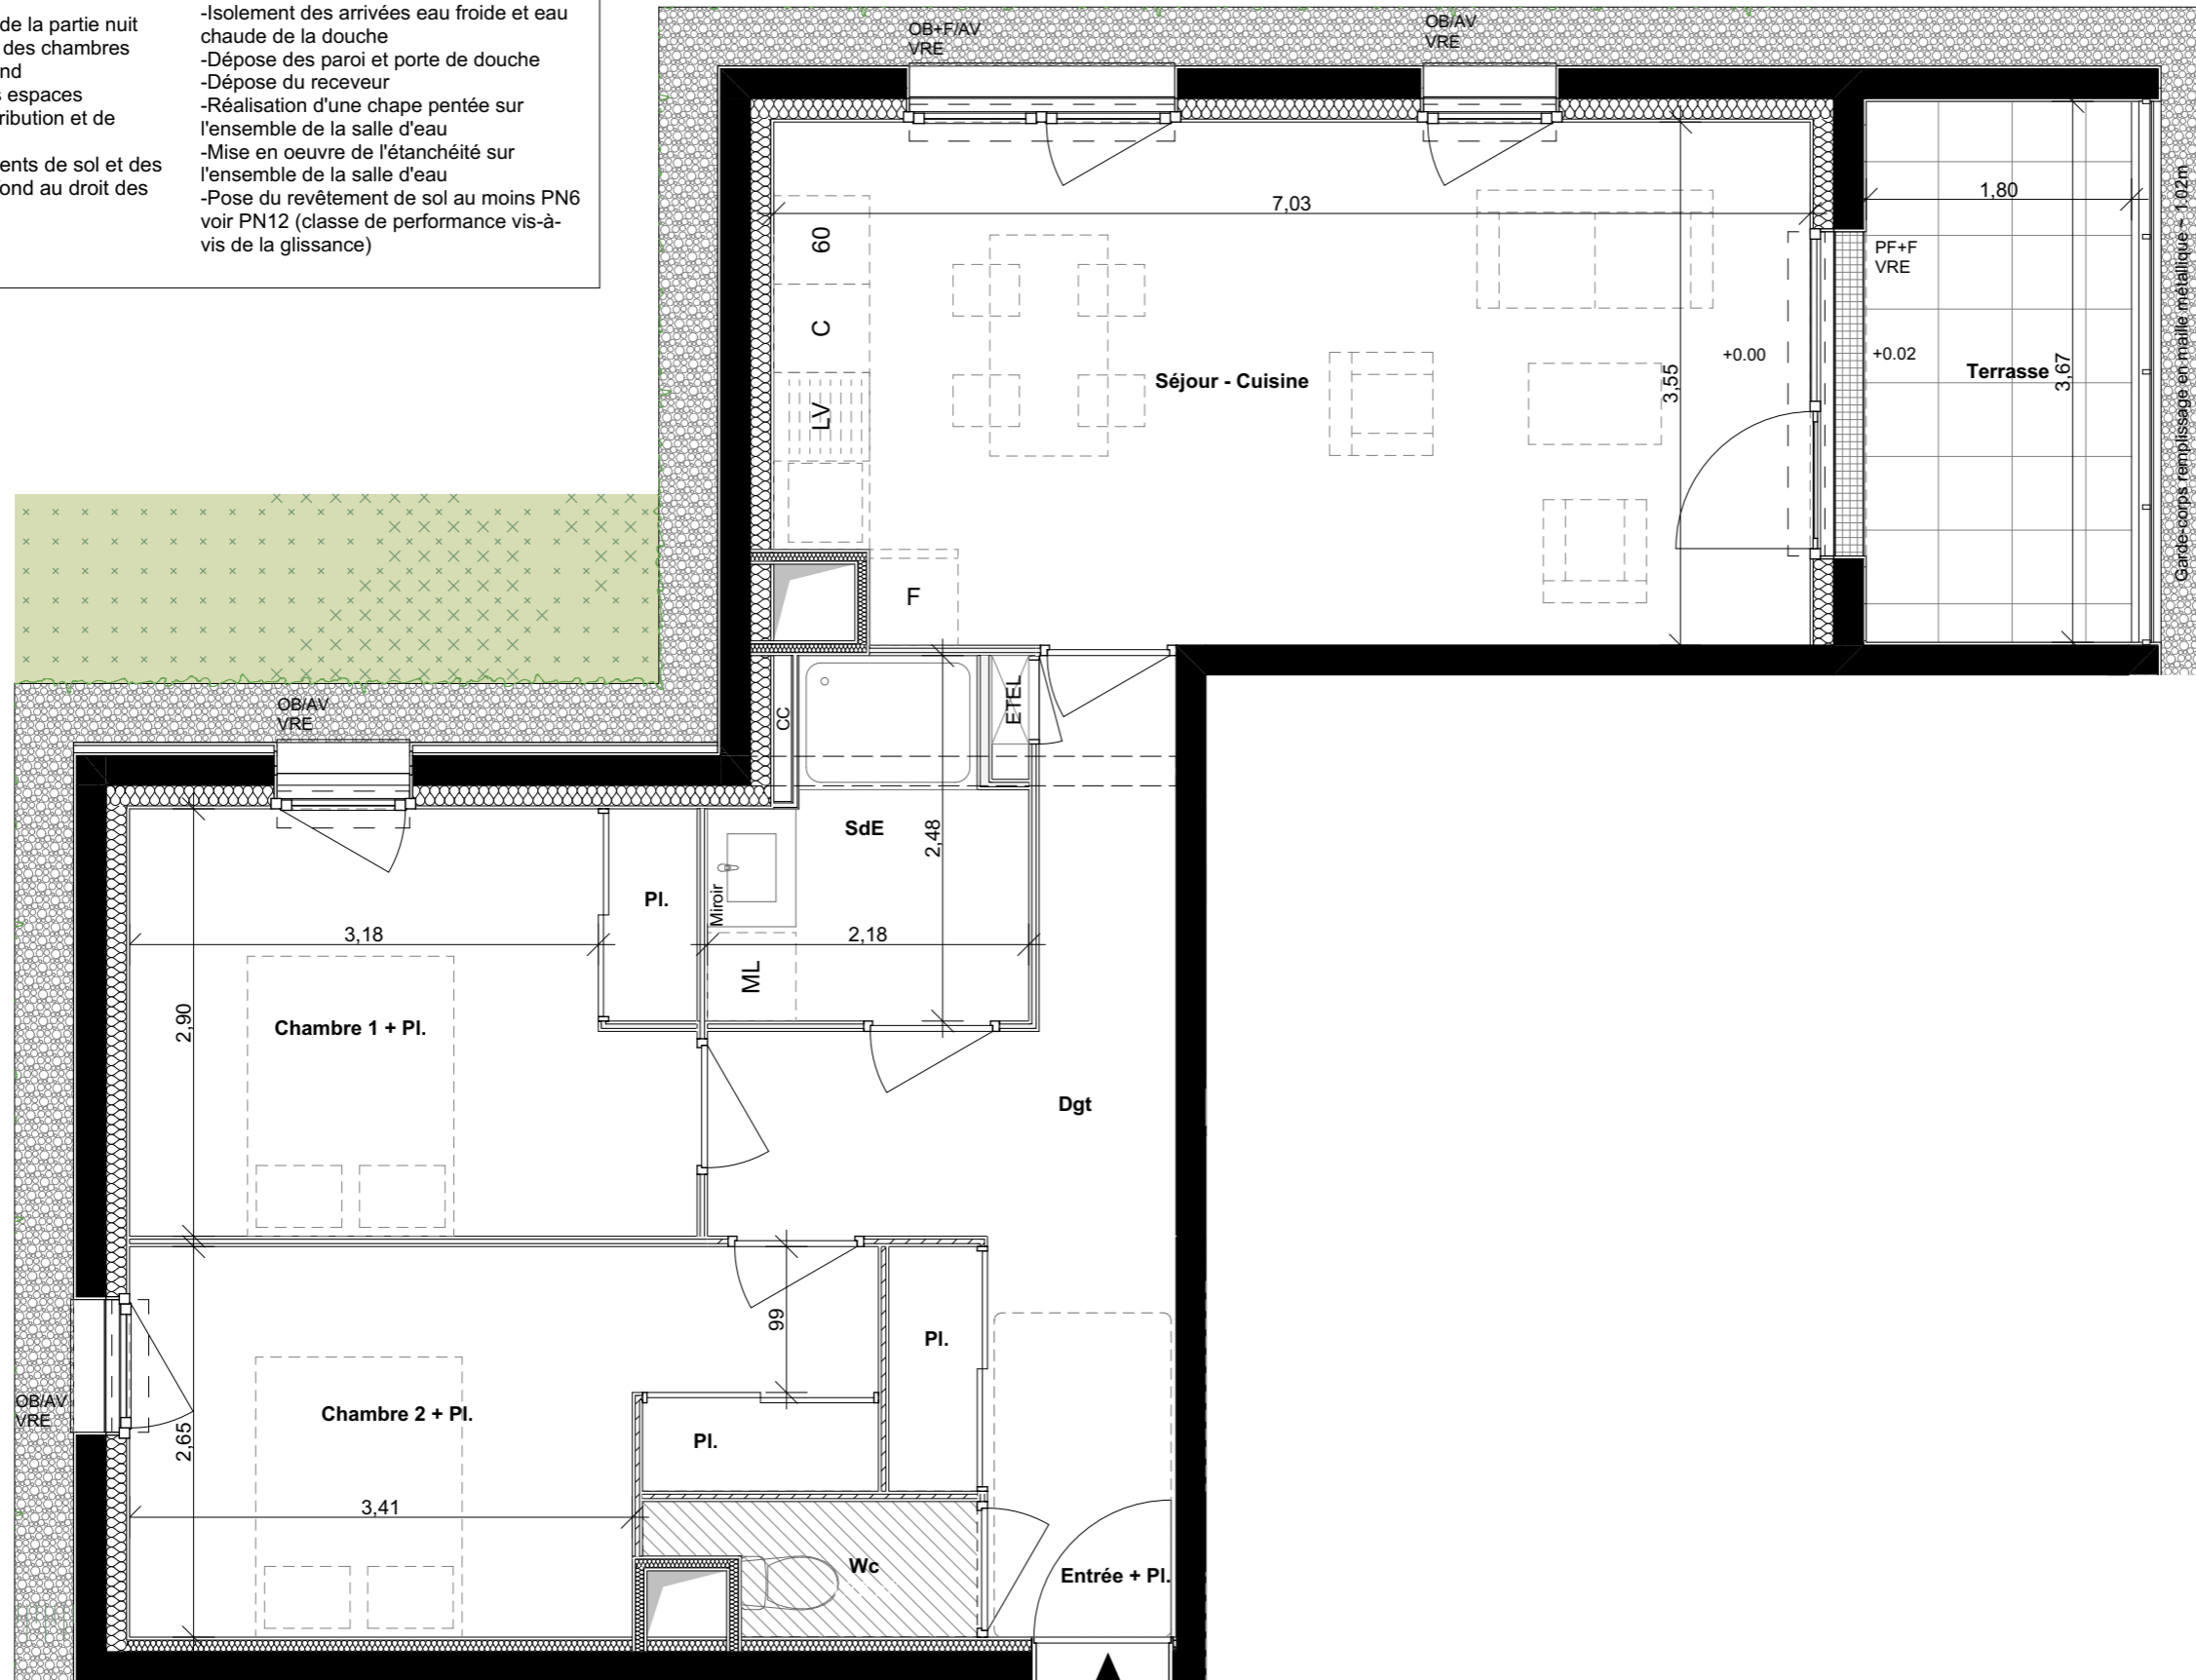 de la partie nuit
des chambres
nd
s espaces
ribution et de
ents de sol et des
fond au droit des
-Isolement des arrivées eau froide et eau
chaude de la douche
-Dépose des paroi et porte de douche
-Dépose du receveur
-Réalisation d'une chape pentée sur
l'ensemble de la salle d'eau
-Mise en oeuvre de l'étanchéité sur
l'ensemble de la salle d'eau
-Pose du revêtement de sol au moins PN6
voir PN12 (classe de performance vis-à-
vis de la glissance)
OB+F/AV
VRE
OB/AV
VRE
7,03
1,80
60
C
LV
F
Séjour - Cuisine
3,55
+0.00
PF+F
VRE
+0.02
Terrasse
3,67
Garde-corps remplissage en maille métallique - 1.02m
OB/AV
VRE
CC
ETEL
SdE
2,48
Miroir
Pl.
3,18
2,18
ML
2,90
Chambre 1 + Pl.
Dgt
99
Pl.
OB/AV
VRE
Chambre 2 + Pl.
2,65
Pl.
3,41
Wc
Entrée + Pl.